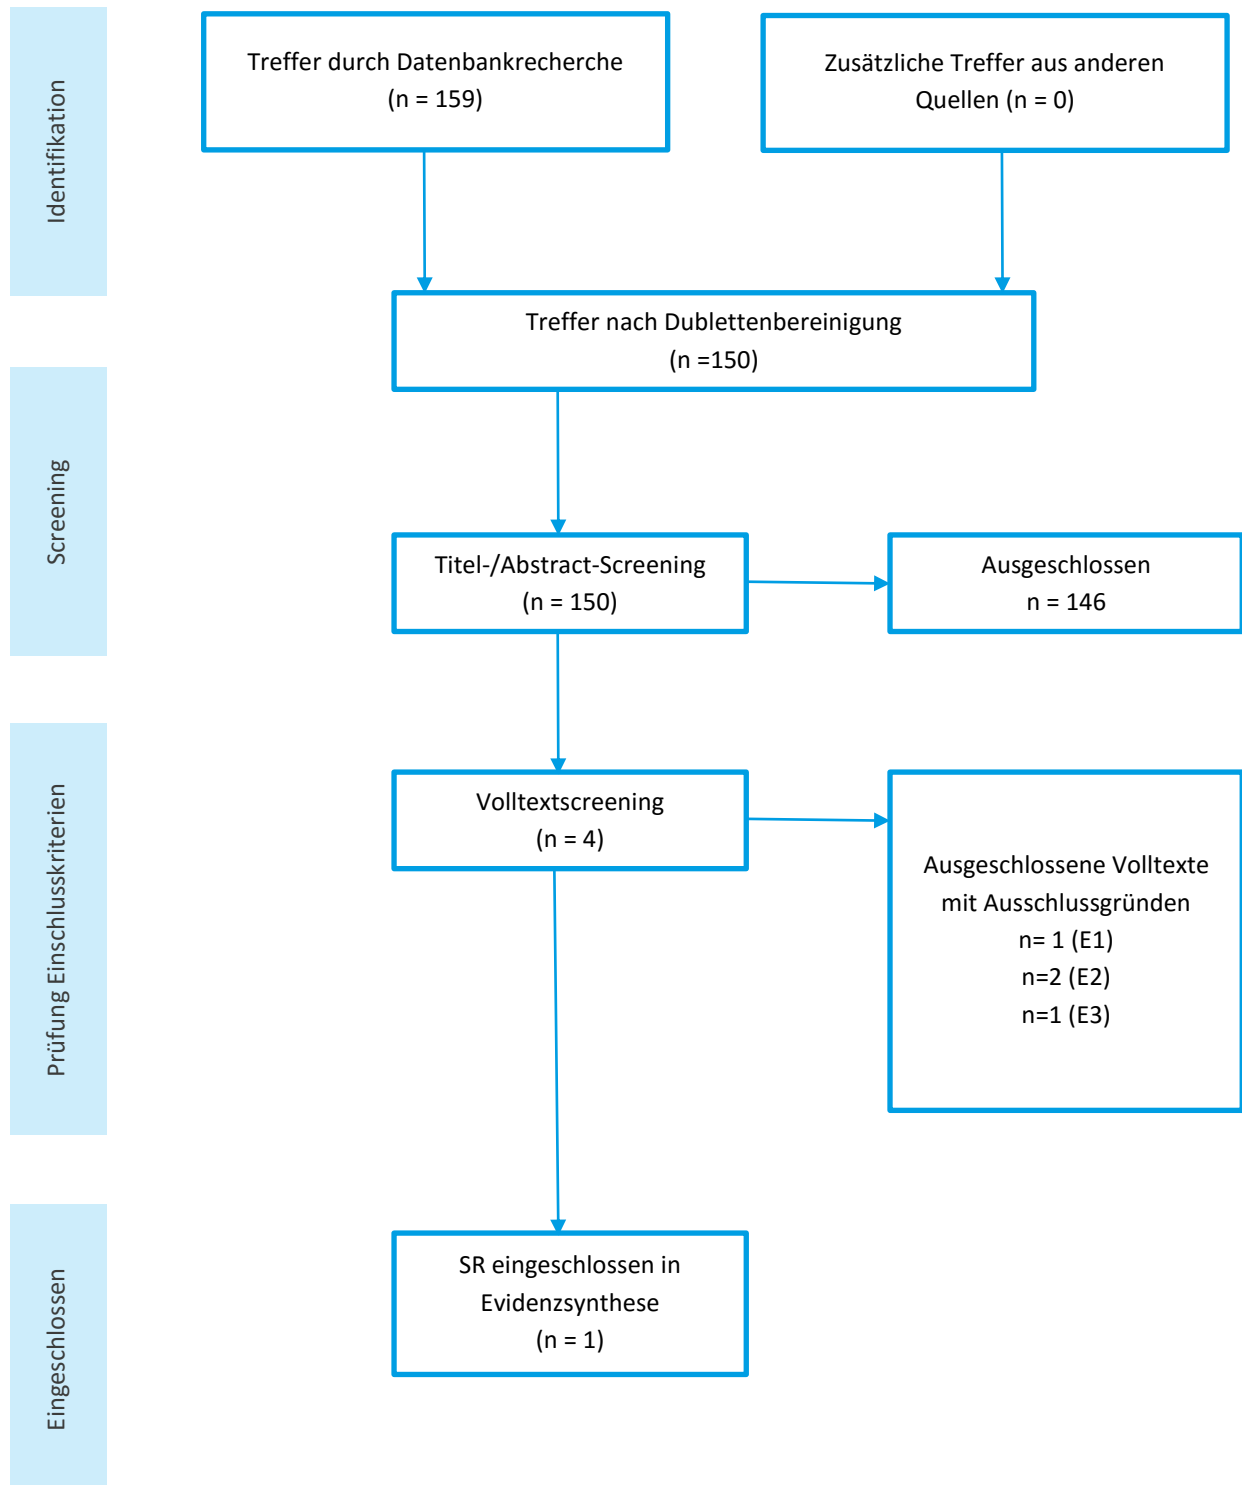 Identifikation
Treffer durch Datenbankrecherche
(n = 159)
Zusätzliche Treffer aus anderen
Quellen (n = 0)
Treffer nach Dublettenbereinigung
(n =150)
Screening
Titel-/Abstract-Screening
(n = 150)
Ausgeschlossen
n = 146
Prüfung Einschlusskriterien
Volltextscreening
(n = 4)
Ausgeschlossene Volltexte
mit Ausschlussgründen
n= 1 (E1)
n=2 (E2)
n=1 (E3)
Eingeschlossen
SR eingeschlossen in
Evidenzsynthese
(n = 1)